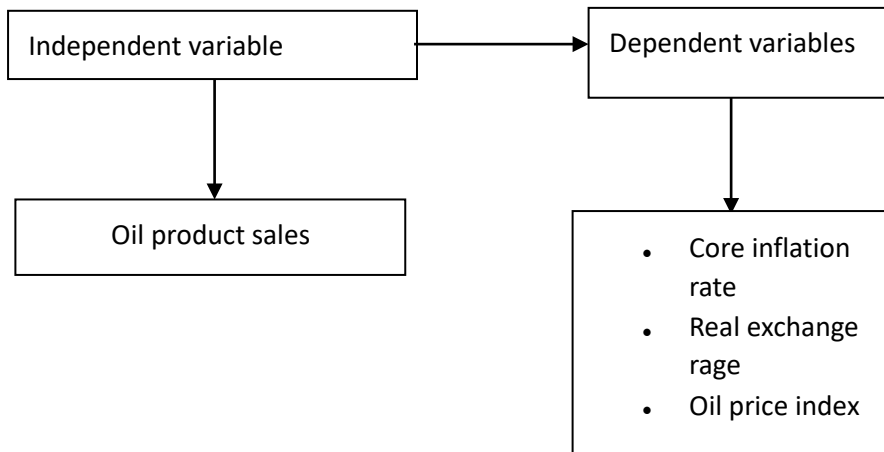 Independent variable
Dependent variables
Oil product sales
• Core inflation
rate
• Real exchange
rage
• Oil price index